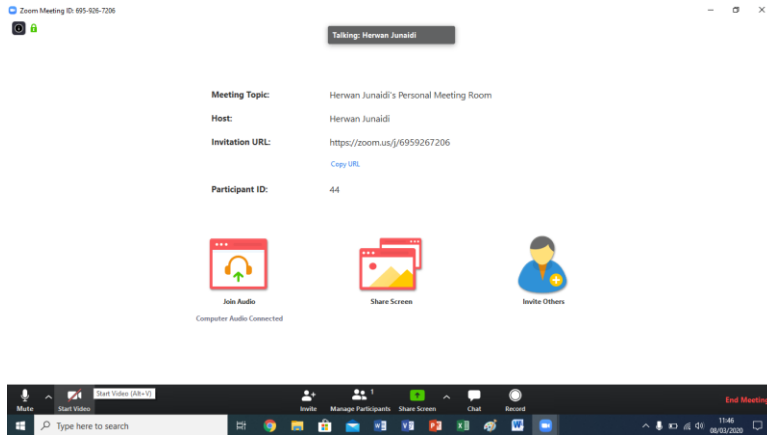 Zoom Meeting ID: 695-926-7206
Talking: Herwan Junaidi
Meeting Topic: Herwan Junaidi's Personal Meeting Room
Host: Herwan Junaidi
Invitation URL: https://zoom.us/j/6959267206
Copy URL
Participant ID: 44
Join Audio Share Screen Invite Others
Computer Audio Connected
Start Video (Alt+V)
1
Mute Start Video Invite Manage Participants Share Screen Chat Record End Meeting
Type here to search
11:46
08/03/2020